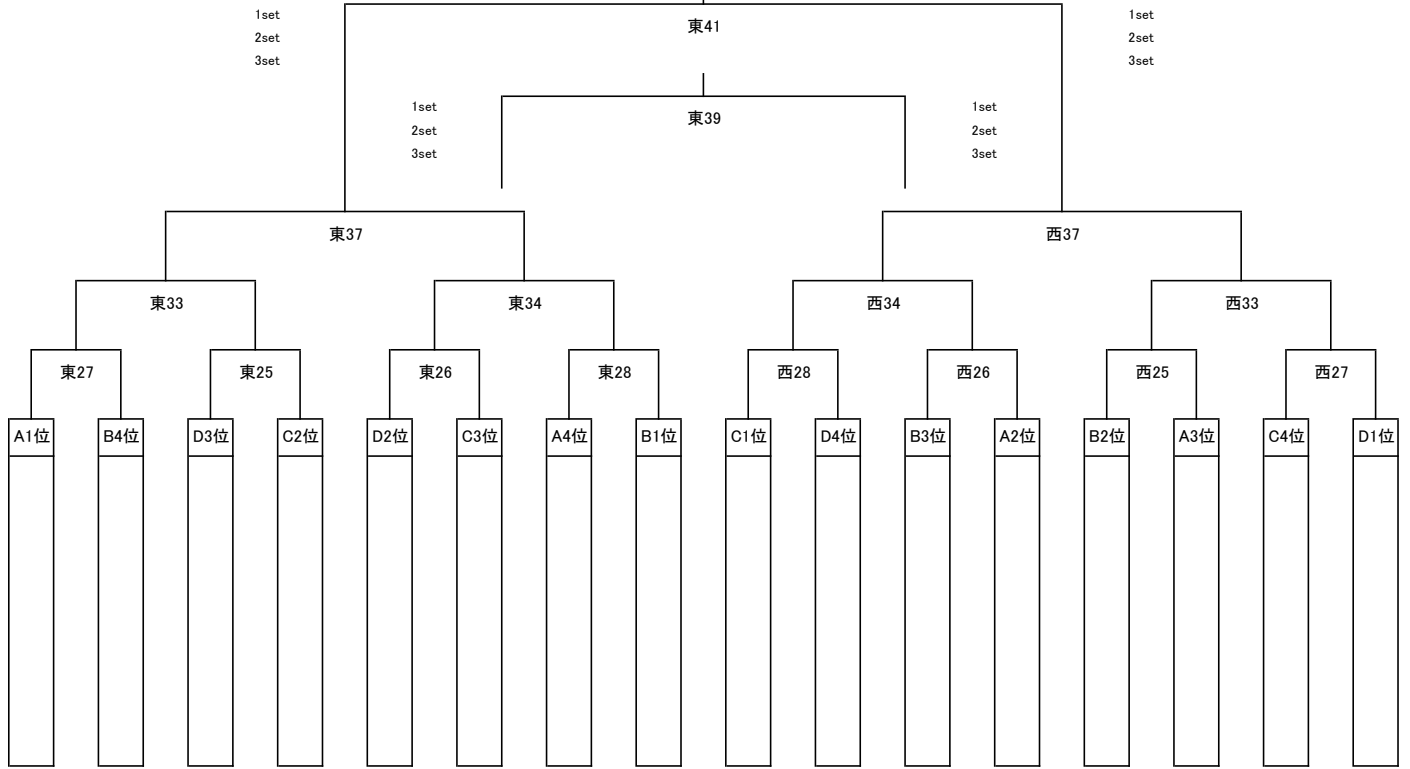 1set
2set
3set
東41
1set
2set
3set
1set
2set
3set
東39
1set
2set
3set
東37
西37
東33
東34
西34
西33
東27
東25
東26
東28
西28
西26
西25
西27
A1位
B4位
D3位
C2位
D2位
C3位
A4位
B1位
C1位
D4位
B3位
A2位
B2位
A3位
C4位
D1位